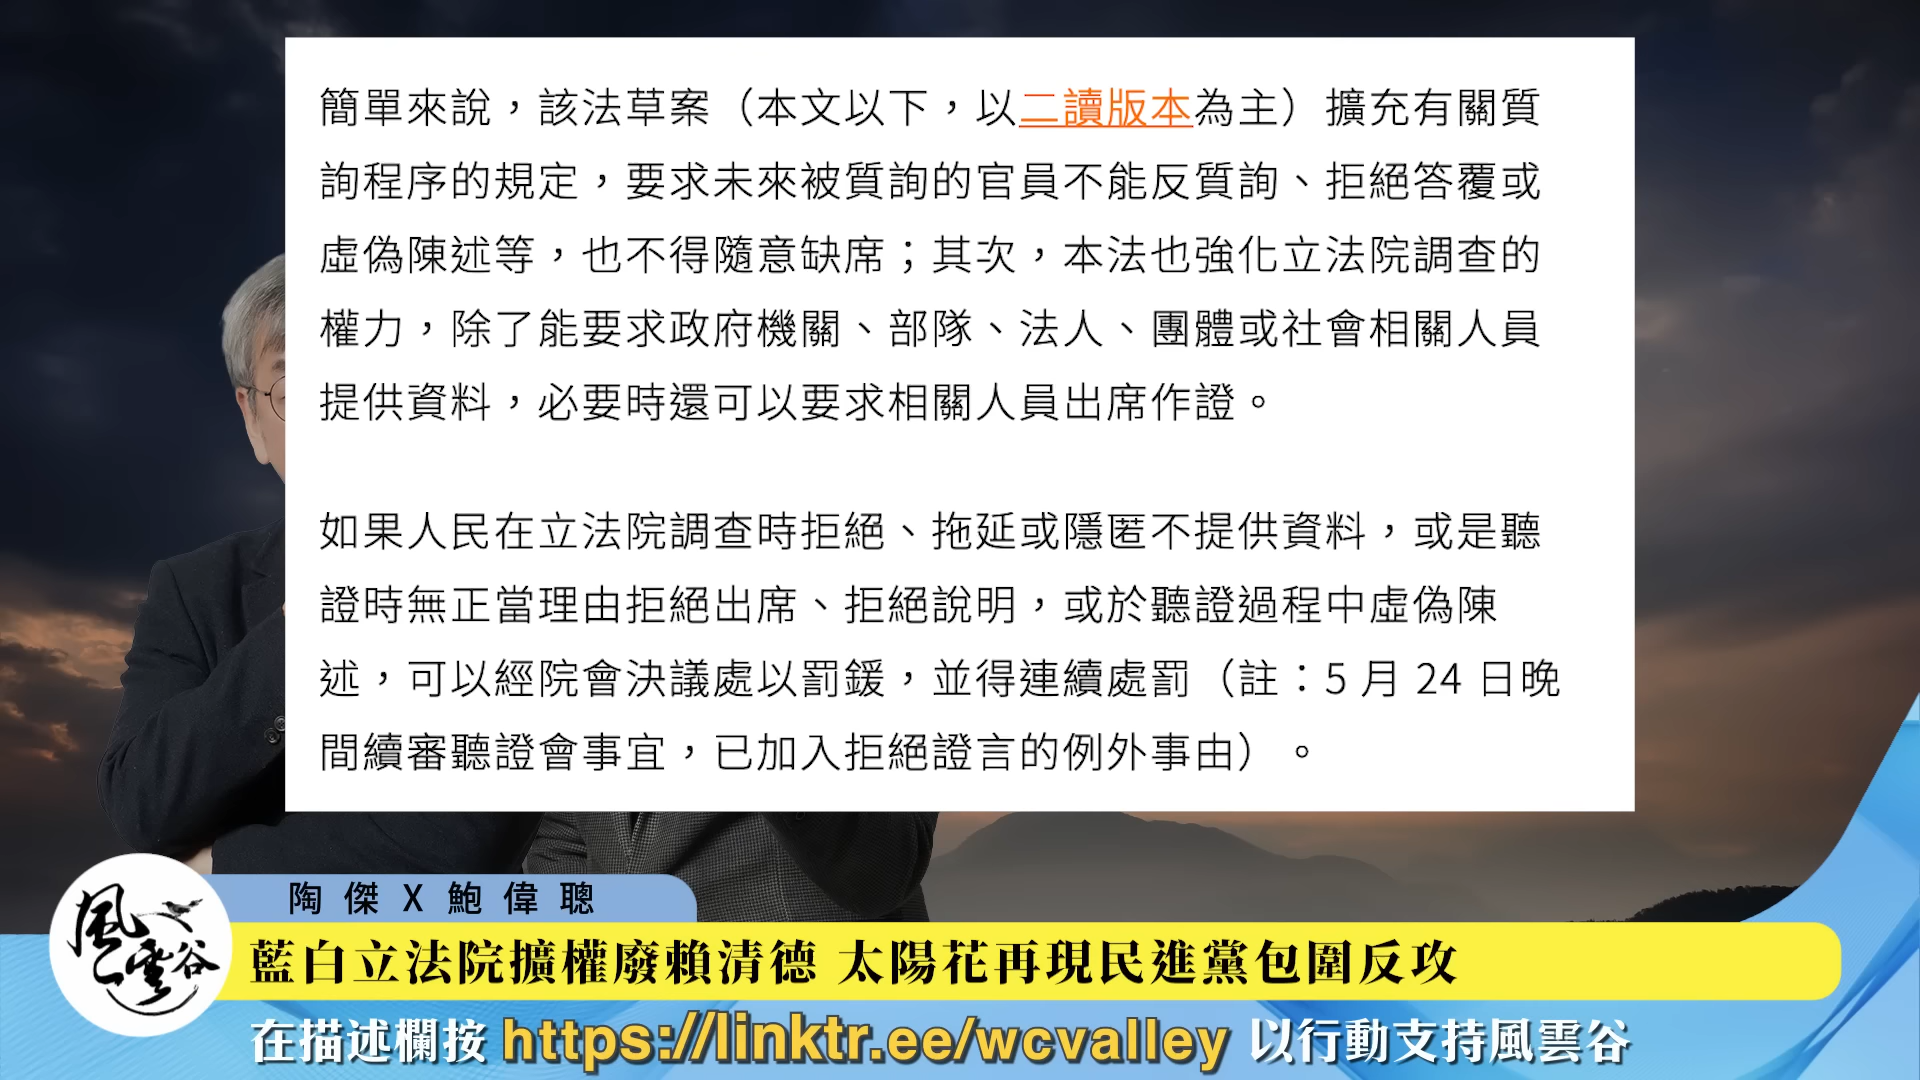 簡單來說，該法草案（本文以下，以二讀版本為主）擴充有關質
詢程序的規定，要求未來被質詢的官員不能反質詢、拒絕答覆或
虛偽陳述等，也不得隨意缺席；其次，本法也強化立法院調查的
權力，除了能要求政府機關、部隊、法人、團體或社會相關人員
提供資料，必要時還可以要求相關人員出席作證。
如果人民在立法院調查時拒絕、拖延或隱匿不提供資料，或是聽
證時無正當理由拒絕出席、拒絕說明，或於聽證過程中虛偽陳
述，可以經院會決議處以罰鍰，並得連續處罰（註：5 月 24 日晚
間續審聽證會事宜，已加入拒絕證言的例外事由）。
陶傑X鮑偉聰
風雲谷
藍白立法院擴權廢賴清德 太陽花再現民進黨包圍反攻
在描述欄按 https://linktr.ee/wcvalley 以行動支持風雲谷